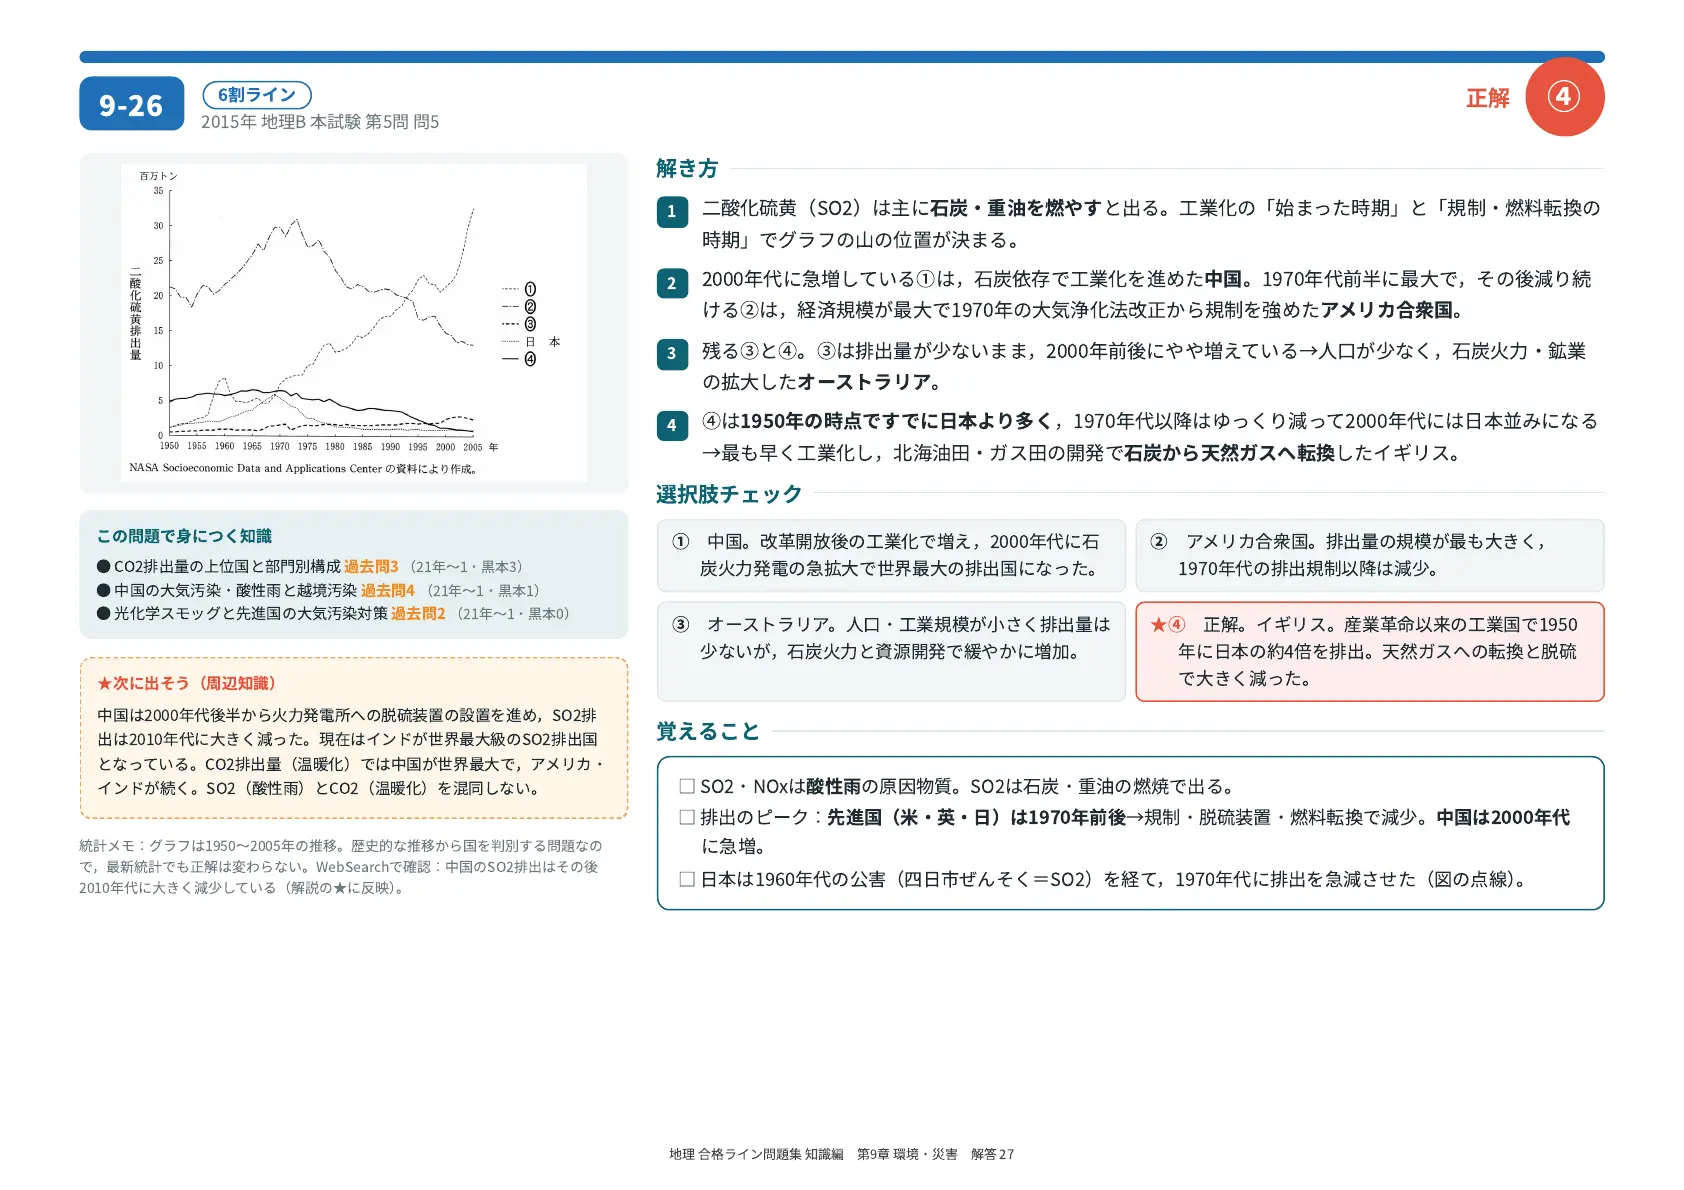 9-26
6割ライン
2015年 地理B 本試験 第5問 問5
正解 ④
百万トン
35
30
25
20
15
10
5
0
二酸化硫黄排出量
1950 1955 1960 1965 1970 1975 1980 1985 1990 1995 2000 2005 年
①
②
③
日 本
④
NASA Socioeconomic Data and Applications Center の資料により作成。
この問題で身につく知識
●CO2排出量の上位国と部門別構成 過去問3 (21年〜1・黒本3)
●中国の大気汚染・酸性雨と越境汚染 過去問4 (21年〜1・黒本1)
●光化学スモッグと先進国の大気汚染対策 過去問2 (21年〜1・黒本0)
★次に出そう（周辺知識）
中国は2000年代後半から火力発電所への脱硫装置の設置を進め，SO2排
出は2010年代に大きく減った。現在はインドが世界最大級のSO2排出国
となっている。CO2排出量（温暖化）では中国が世界最大で，アメリカ・
インドが続く。SO2（酸性雨）とCO2（温暖化）を混同しない。
統計メモ：グラフは1950〜2005年の推移。歴史的な推移から国を判別する問題なの
で，最新統計でも正解は変わらない。WebSearchで確認：中国のSO2排出はその後
2010年代に大きく減少している（解説の★に反映）。
解き方
1 二酸化硫黄（SO2）は主に石炭・重油を燃やすと出る。工業化の「始まった時期」と「規制・燃料転換の
時期」でグラフの山の位置が決まる。
2 2000年代に急増している①は，石炭依存で工業化を進めた中国。1970年代前半に最大で，その後減り続
ける②は，経済規模が最大で1970年の大気浄化法改正から規制を強めたアメリカ合衆国。
3 残る③と④。③は排出量が少ないまま，2000年前後にやや増えている→人口が少なく，石炭火力・鉱業
の拡大したオーストラリア。
4 ④は1950年の時点ですでに日本より多く，1970年代以降はゆっくり減って2000年代には日本並みになる
→最も早く工業化し，北海油田・ガス田の開発で石炭から天然ガスへ転換したイギリス。
選択肢チェック
① 中国。改革開放後の工業化で増え，2000年代に石
炭火力発電の急拡大で世界最大の排出国になった。
② アメリカ合衆国。排出量の規模が最も大きく，
1970年代の排出規制以降は減少。
③ オーストラリア。人口・工業規模が小さく排出量は
少ないが，石炭火力と資源開発で緩やかに増加。
★④ 正解。イギリス。産業革命以来の工業国で1950
年に日本の約4倍を排出。天然ガスへの転換と脱硫
で大きく減った。
覚えること
□ SO2・NOxは酸性雨の原因物質。SO2は石炭・重油の燃焼で出る。
□ 排出のピーク：先進国（米・英・日）は1970年前後→規制・脱硫装置・燃料転換で減少。中国は2000年代
に急増。
□ 日本は1960年代の公害（四日市ぜんそく＝SO2）を経て，1970年代に排出を急減させた（図の点線）。
地理 合格ライン問題集 知識編 第9章 環境・災害 解答 27